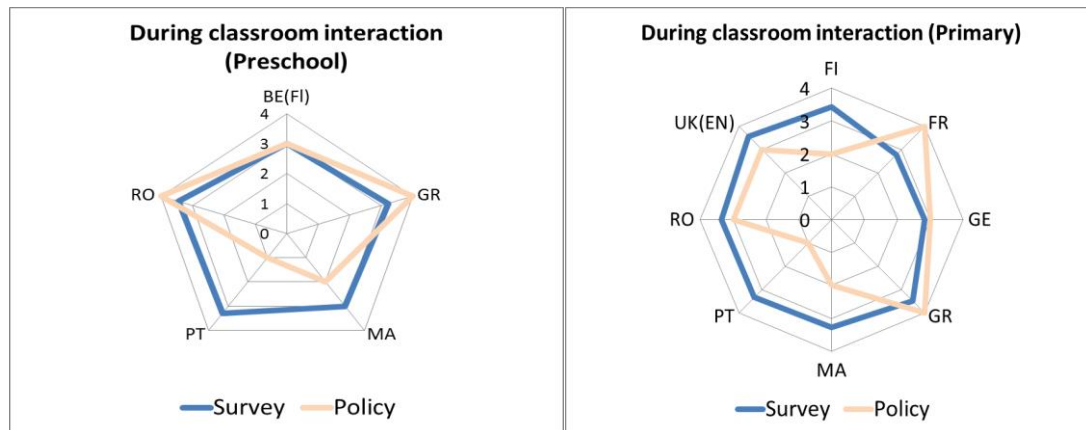 During classroom interaction
(Preschool)
BE(Fl)
4
3
2
1
0
RO
GR
PT
MA
Survey
Policy
During classroom interaction (Primary)
FI
4
3
2
1
0
UK(EN)
FR
RO
GE
PT
GR
MA
Survey
Policy